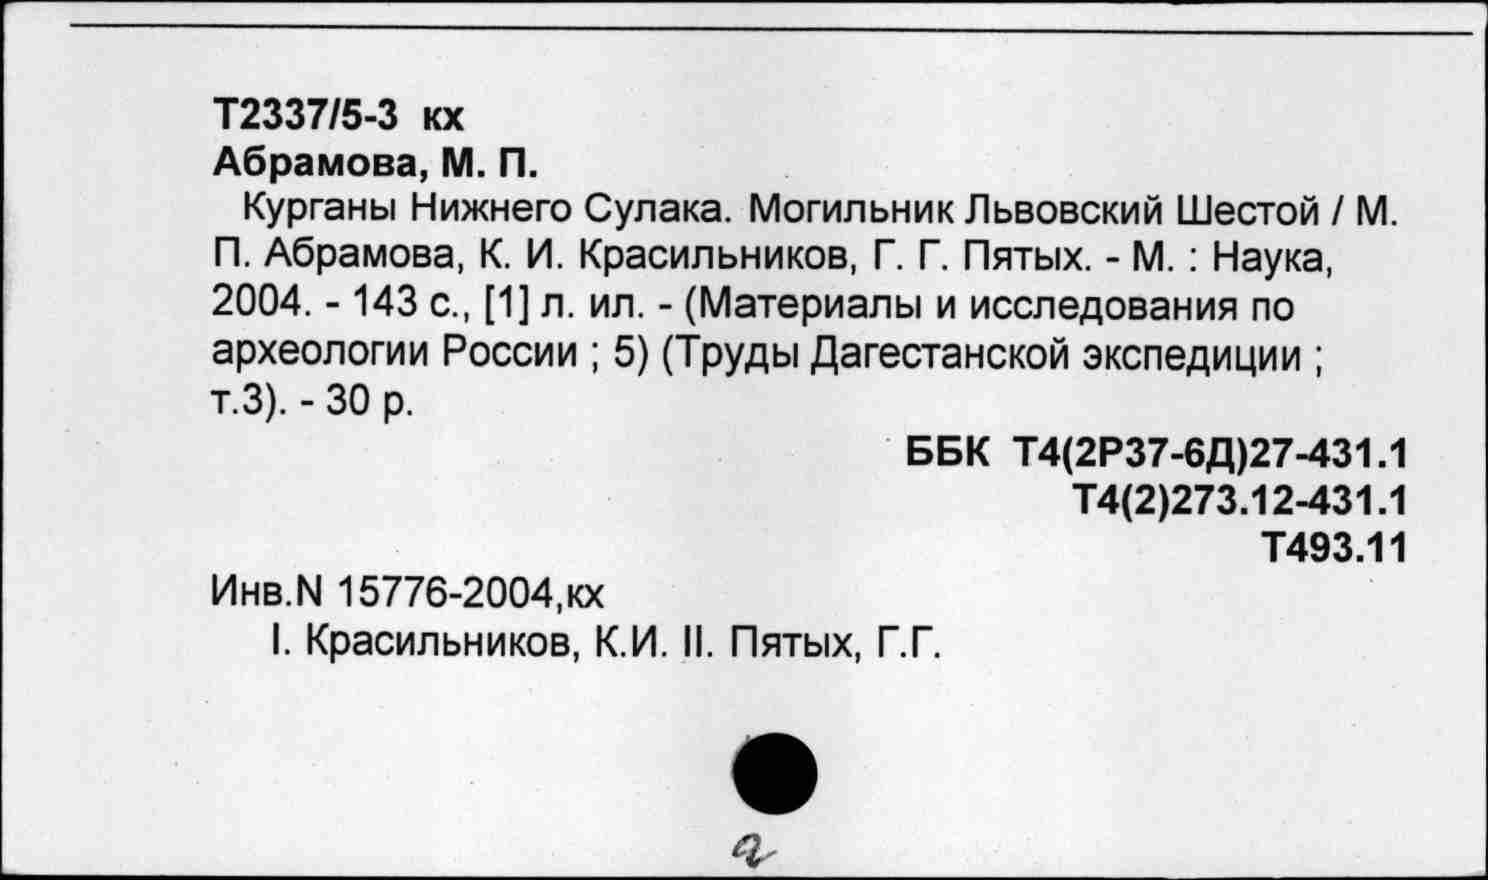 Т2337/5-3 кх
Абрамова, М. П.
Курганы Нижнего Сулака. Могильник Львовский Шестой / М.
П. Абрамова, К. И. Красильников, Г. Г. Пятых. - М. : Наука,
2004. - 143 с., [1] л. ил. - (Материалы и исследования по
археологии России ; 5) (Труды Дагестанской экспедиции ;
т.3). - 30 р.
ББК Т4(2Р37-6Д)27-431.1
Т4(2)273.12-431.1
Т493.11
Инв.N 15776-2004,кх
I. Красильников, К.И. II. Пятых, Г.Г.